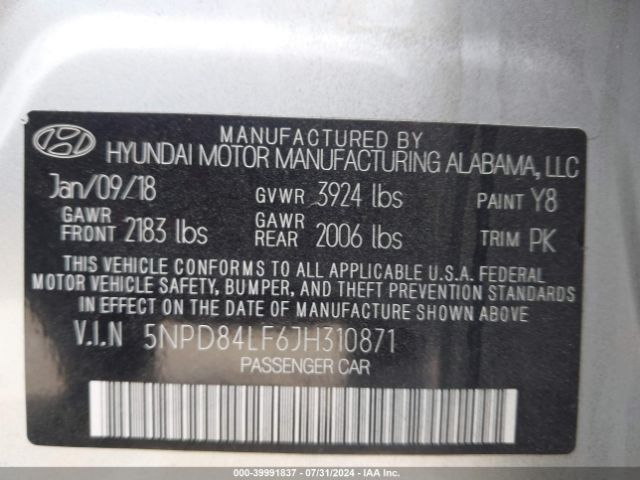 MANUFACTURED BY
HYUNDAI MOTOR MANUFACTURING ALABAMA, LLC
Jan/09/18 GVWR 3924 lbs PAINT Y8
GAWR FRONT 2183 lbs GAWR REAR 2006 lbs TRIM PK
THIS VEHICLE CONFORMS TO ALL APPLICABLE U.S.A. FEDERAL
MOTOR VEHICLE SAFETY, BUMPER, AND THEFT PREVENTION STANDARDS
IN EFFECT ON THE DATE OF MANUFACTURE SHOWN ABOVE
V.I.N 5NPD84LF6JH310871
PASSENGER CAR
000-39991837 - 07/31/2024 - IAA Inc.